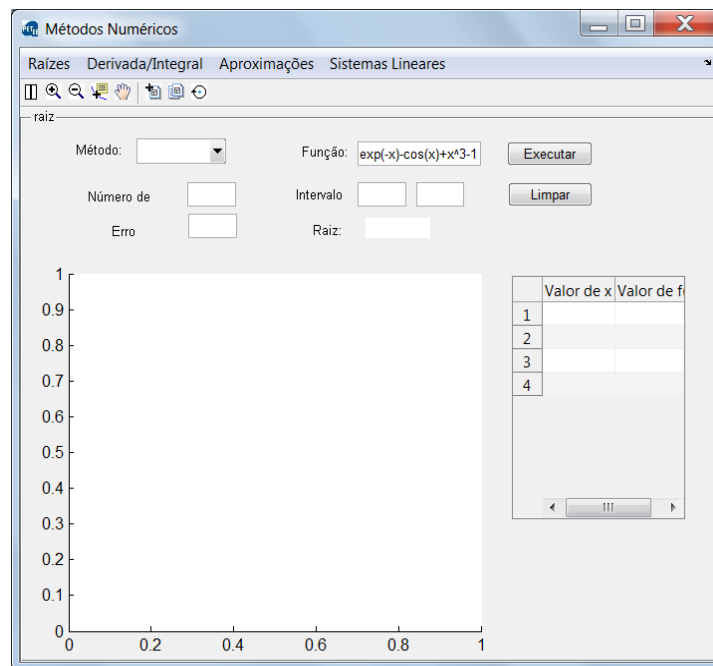 Métodos Numéricos
Raízes Derivada/Integral Aproximações Sistemas Lineares
raiz
Método: Função: exp(-x)-cos(x)+x^3-1 Executar
Número de Intervalo Limpar
Erro Raiz:
Valor de x Valor de fu
1
2
3
4
1
0.9
0.8
0.7
0.6
0.5
0.4
0.3
0.2
0.1
0
0 0.2 0.4 0.6 0.8 1